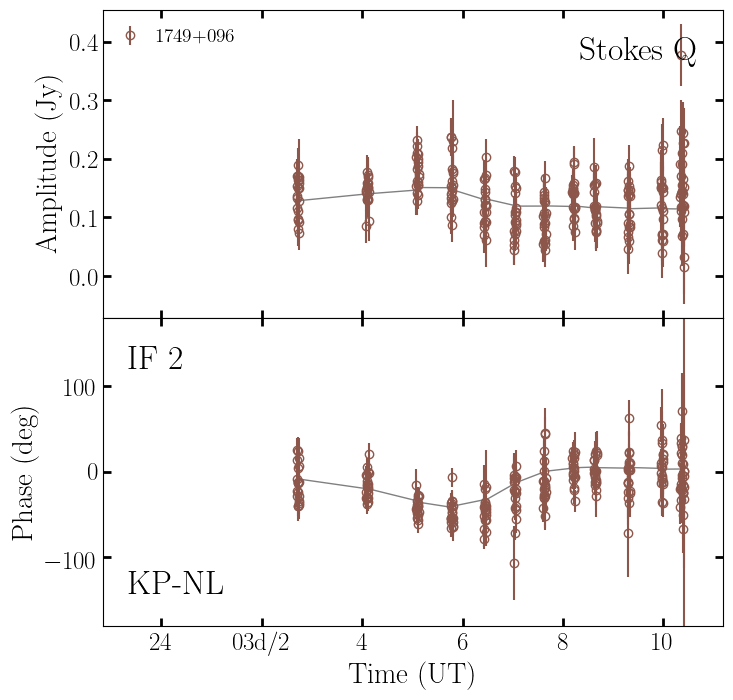 1749+096
Stokes Q
Amplitude (Jy)
0.4
0.3
0.2
0.1
0.0
IF 2
KP-NL
Phase (deg)
100
0
−100
24
03d/2
4
6
8
10
Time (UT)